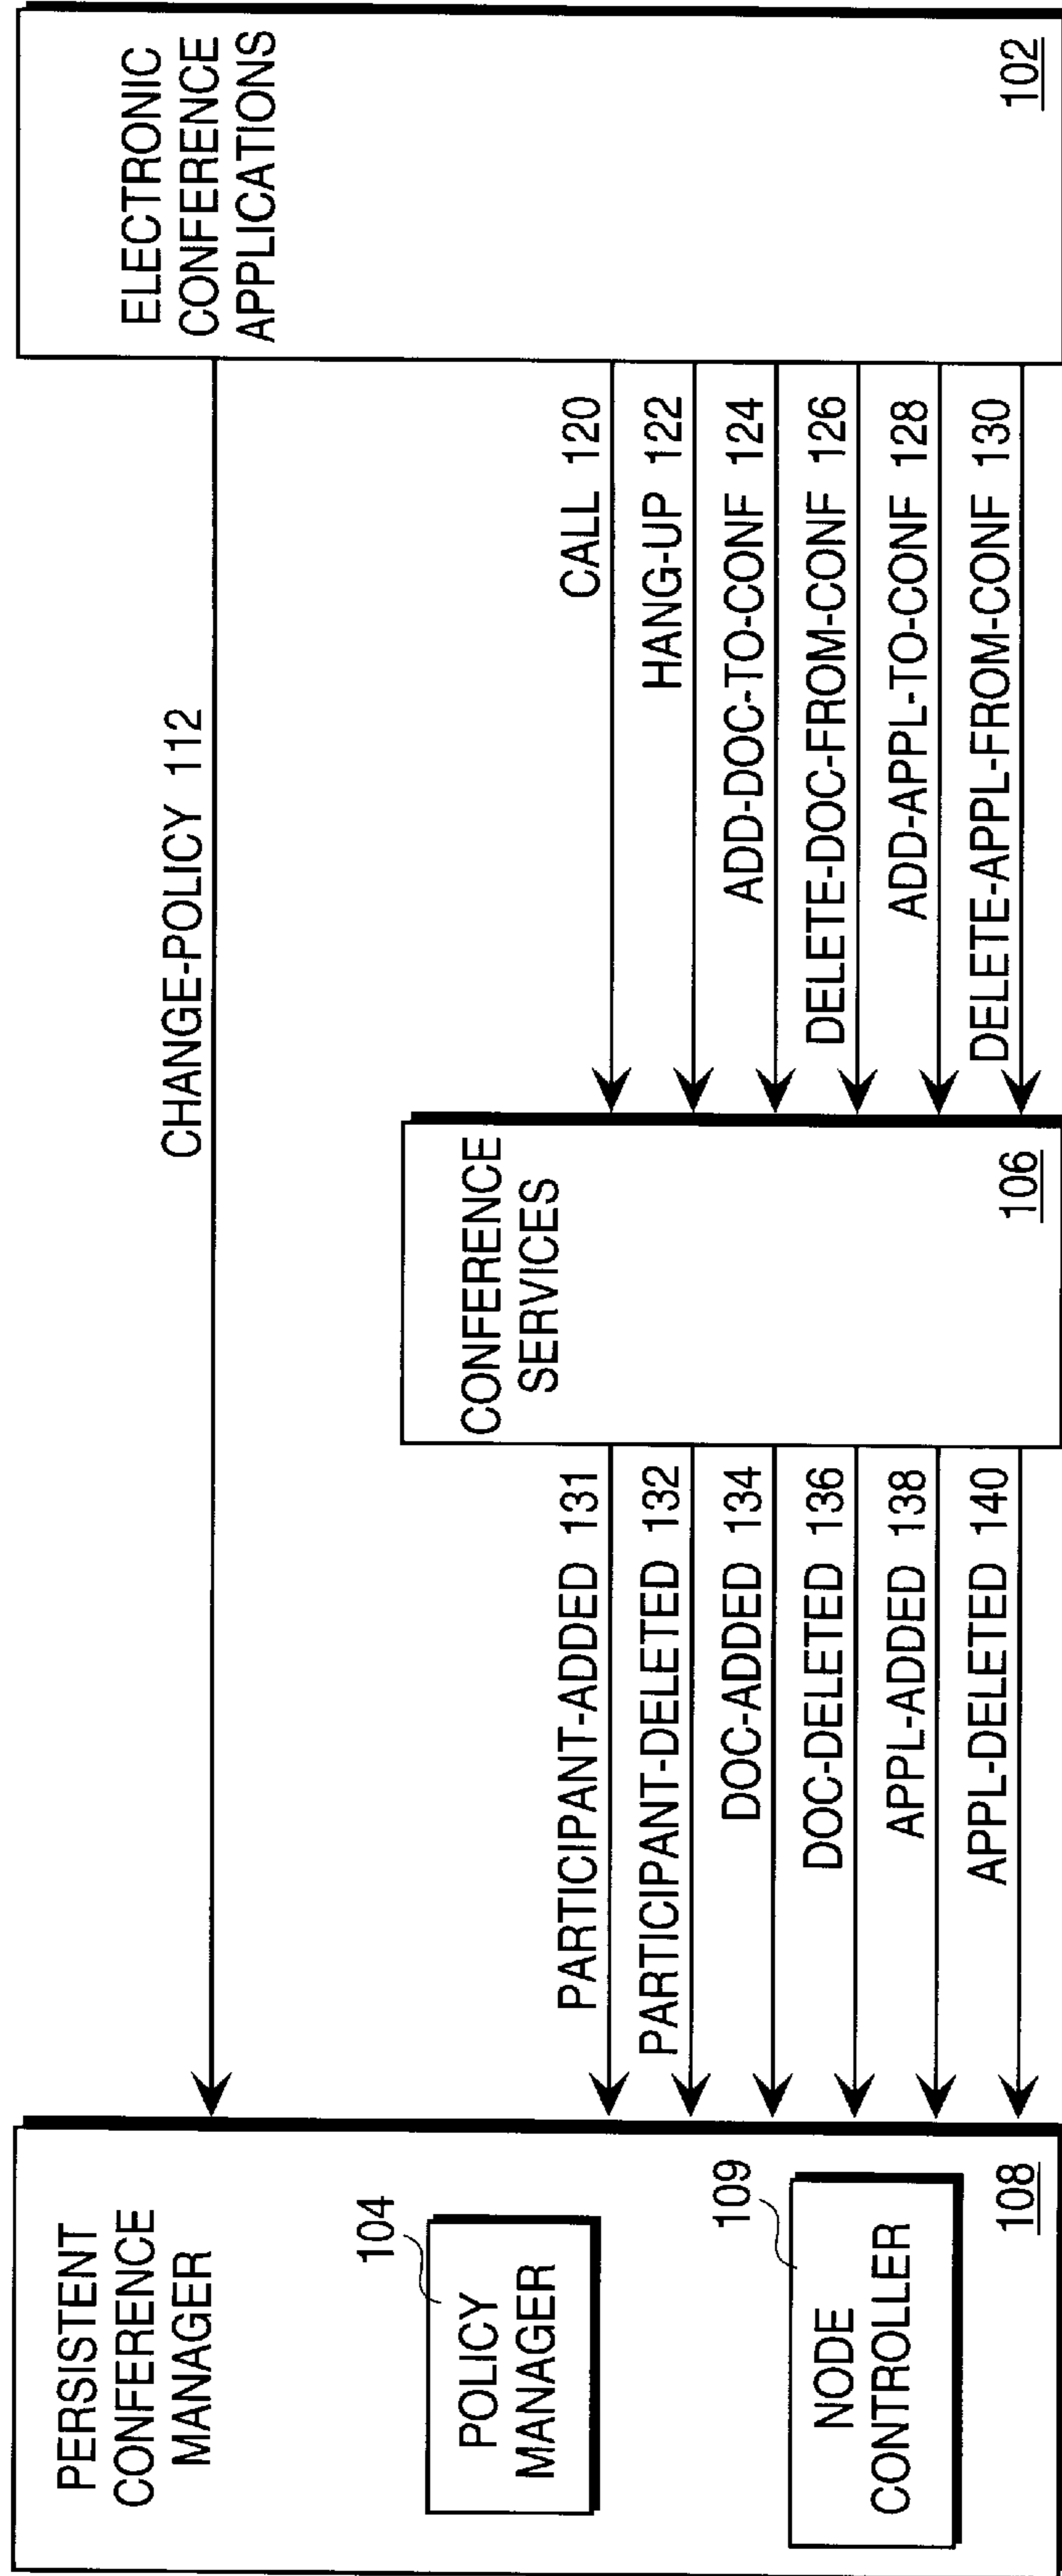 PERSISTENT
CONFERENCE
MANAGER
104
POLICY
MANAGER
109
NODE
CONTROLLER
108
CHANGE-POLICY 112
PARTICIPANT-ADDED 131
PARTICIPANT-DELETED 132
DOC-ADDED 134
DOC-DELETED 136
APPL-ADDED 138
APPL-DELETED 140
CONFERENCE
SERVICES
106
CALL 120
HANG-UP 122
ADD-DOC-TO-CONF 124
DELETE-DOC-FROM-CONF 126
ADD-APPL-TO-CONF 128
DELETE-APPL-FROM-CONF 130
ELECTRONIC
CONFERENCE
APPLICATIONS
102